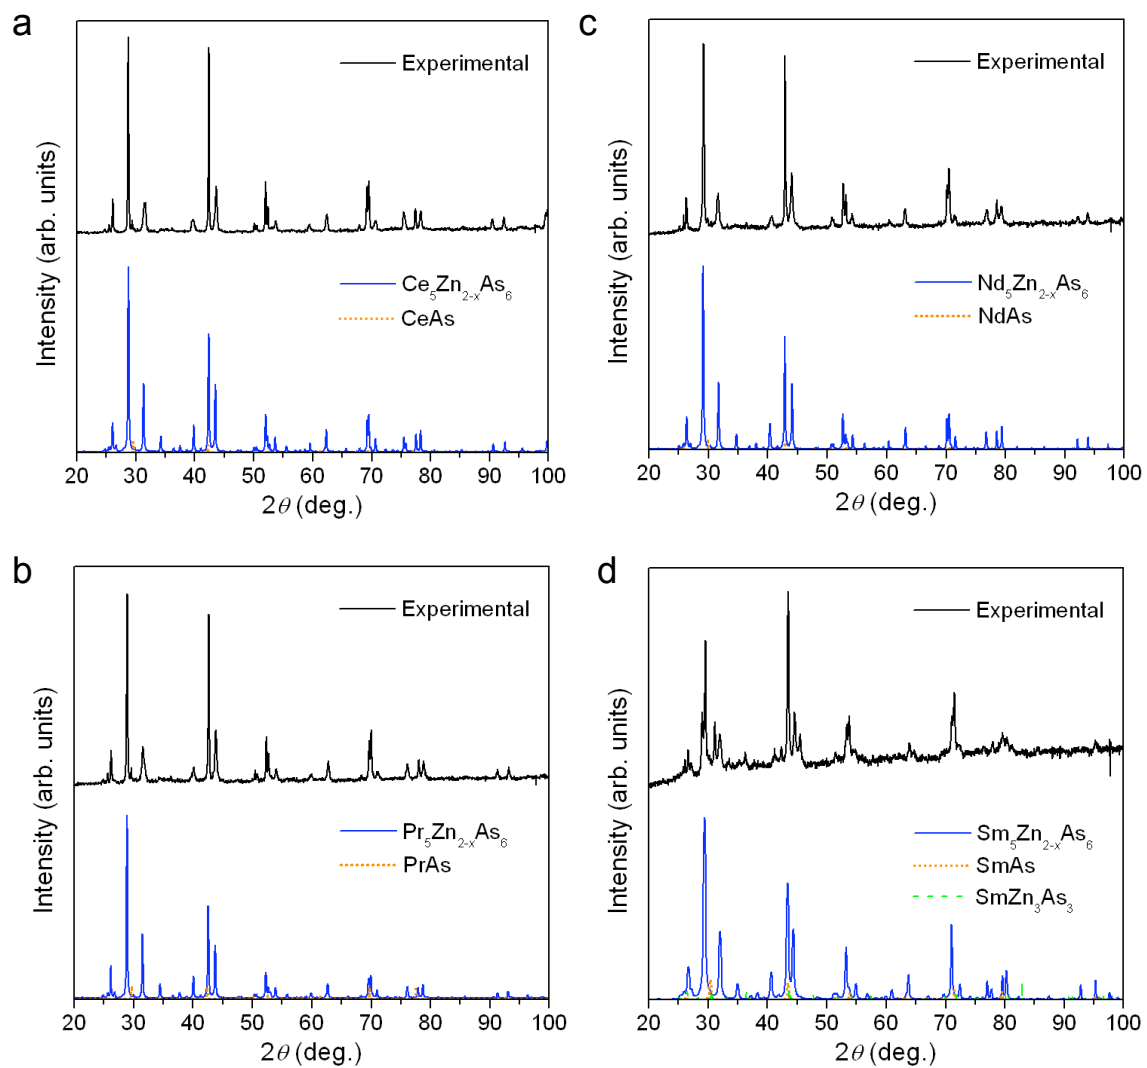 a
Experimental
Ce₅Zn₂₋ₓAs₆
CeAs
Intensity (arb. units)
20 30 40 50 60 70 80 90 100
2θ (deg.)
c
Experimental
Nd₅Zn₂₋ₓAs₆
NdAs
Intensity (arb. units)
20 30 40 50 60 70 80 90 100
2θ (deg.)
b
Experimental
Pr₅Zn₂₋ₓAs₆
PrAs
Intensity (arb. units)
20 30 40 50 60 70 80 90 100
2θ (deg.)
d
Experimental
Sm₅Zn₂₋ₓAs₆
SmAs
SmZn₃As₃
Intensity (arb. units)
20 30 40 50 60 70 80 90 100
2θ (deg.)